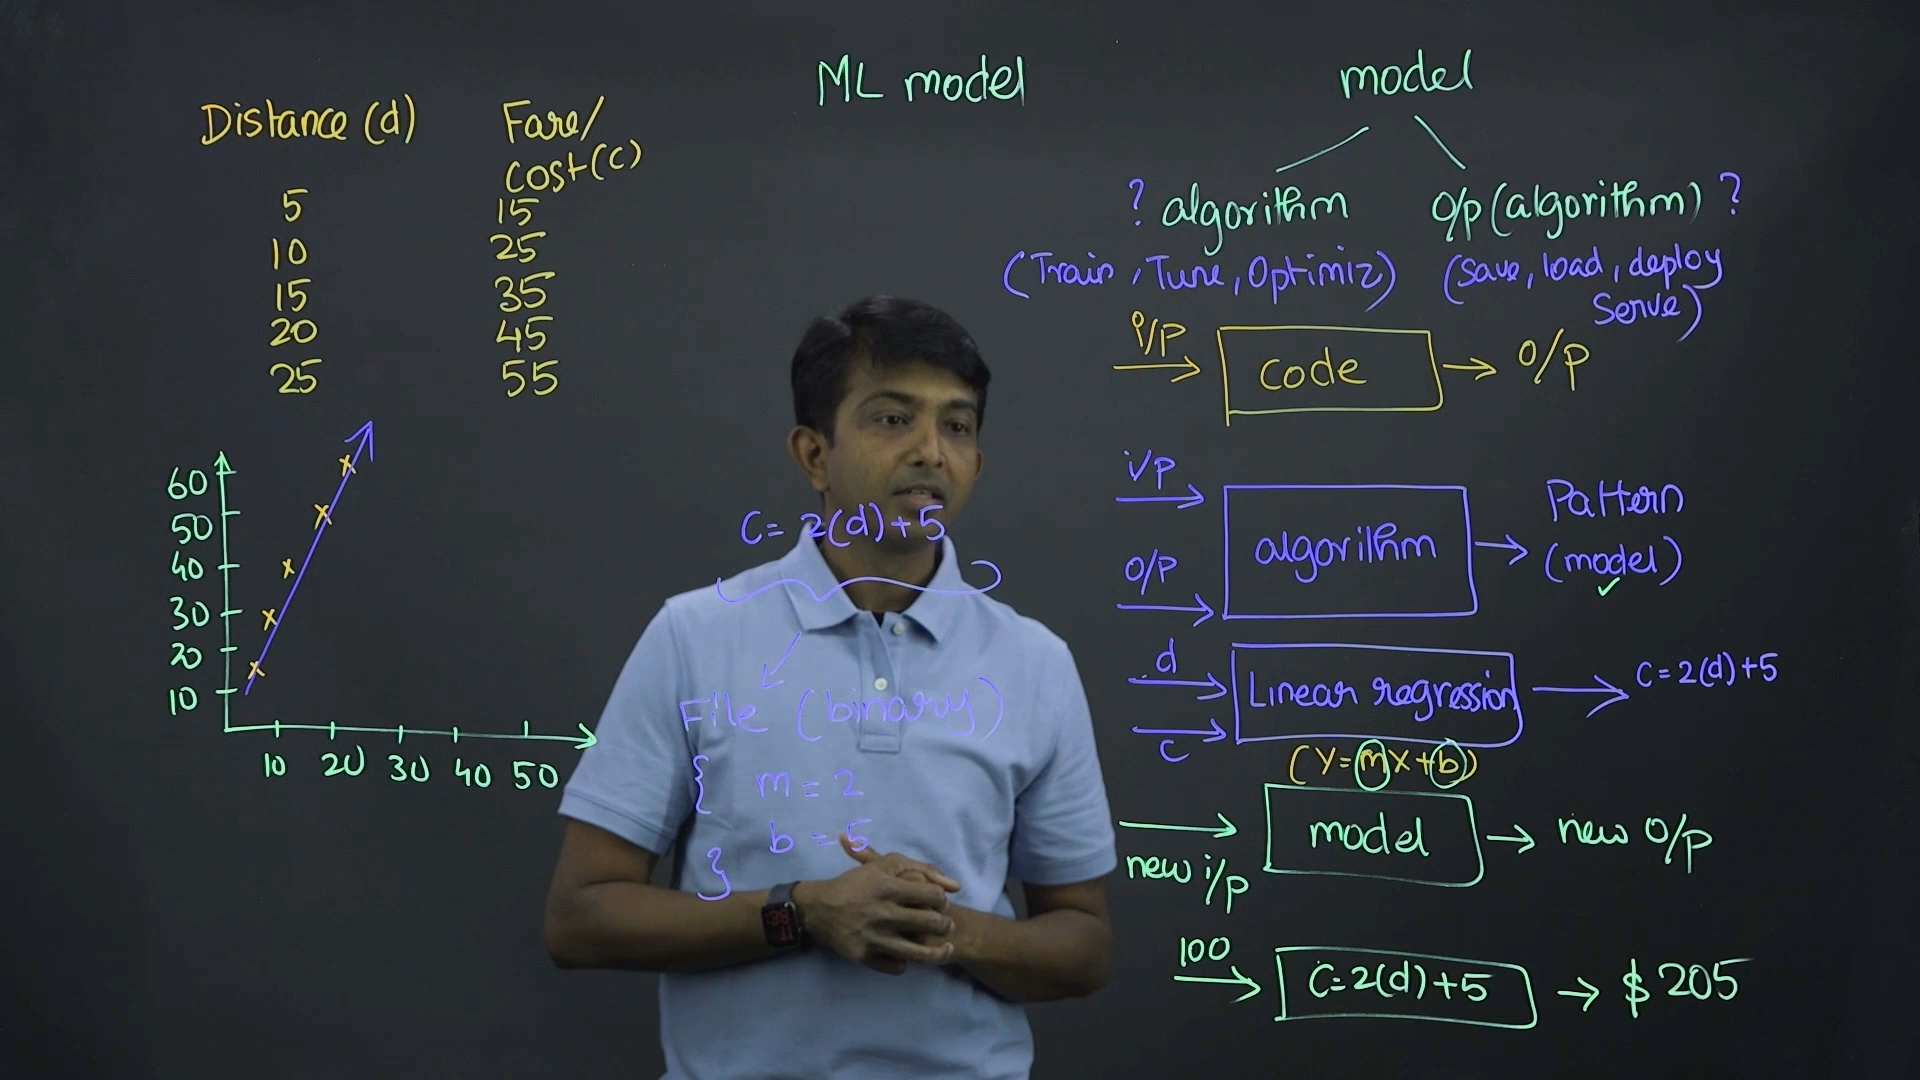 ML model
Distance (d) Fare/
cost(c)
5 15
10 25
15 35
20 45
25 55
60
50
40
30
20
10
10 20 30 40 50
C = 2(d)+5
File (binary)
{ m = 2
b = 5
}
model
? algorithm O/p (algorithm) ?
(Train, Tune, Optimiz) (save, load, deploy
Serve)
i/p code O/p
i/p
O/p
algorithm
Pattern
(model)
d
c
Linear regression
C = 2(d)+5
(Y=mX+b)
new i/p model new O/p
100 C=2(d)+5 $205